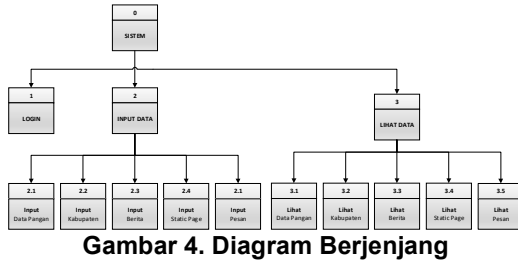 0
SISTEM
1
LOGIN
2
INPUT DATA
3
LIHAT DATA
2.1
Input
Data Pangan
2.2
Input
Kabupaten
2.3
Input
Berita
2.4
Input
Static Page
2.1
Input
Pesan
3.1
Lihat
Data Pangan
3.2
Lihat
Kabupaten
3.3
Lihat
Berita
3.4
Lihat
Static Page
3.5
Lihat
Pesan
Gambar 4. Diagram Berjenjang